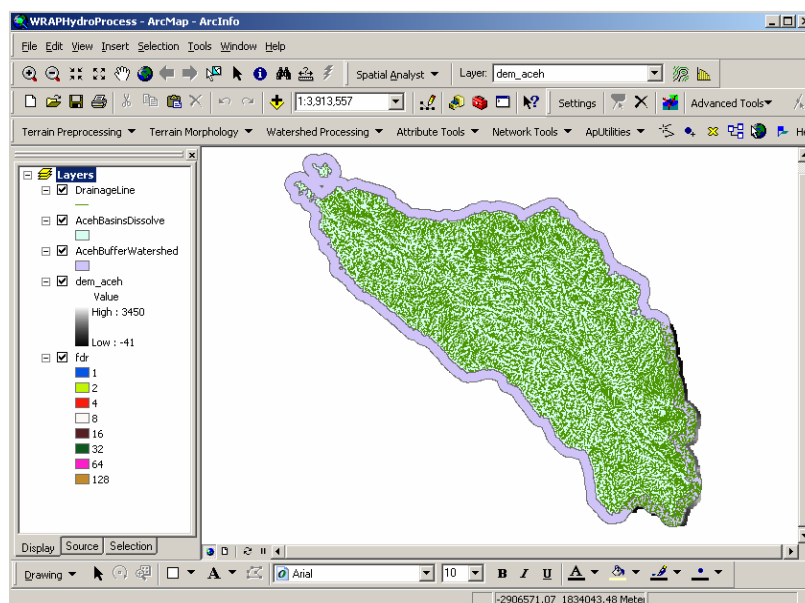 WRAPHydroProcess - ArcMap - ArcInfo
File Edit View Insert Selection Tools Window Help
Spatial Analyst Layer: dem_aceh
1:3,913,557 Settings Advanced Tools
Terrain Preprocessing Terrain Morphology Watershed Processing Attribute Tools Network Tools ApUtilities He
Layers
DrainageLine
AcehBasinsDissolve
AcehBufferWatershed
dem_aceh
Value
High : 3450
Low : -41
fdr
1
2
4
8
16
32
64
128
Display Source Selection
Drawing A Arial 10 B I U A
-2906571.07 1834043.48 Meter